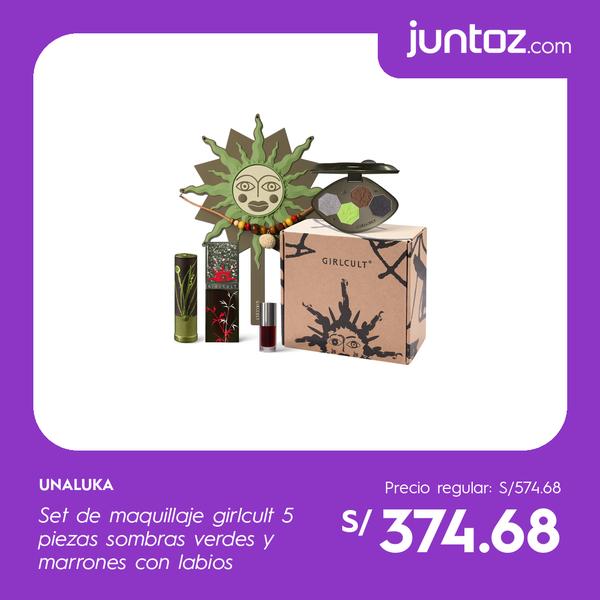 juntoz.com
GIRLCULT®
GIRLCULT
UNALUKA
Set de maquillaje girlcult 5
piezas sombras verdes y
marrones con labios
Precio regular: S/574.68
S/374.68